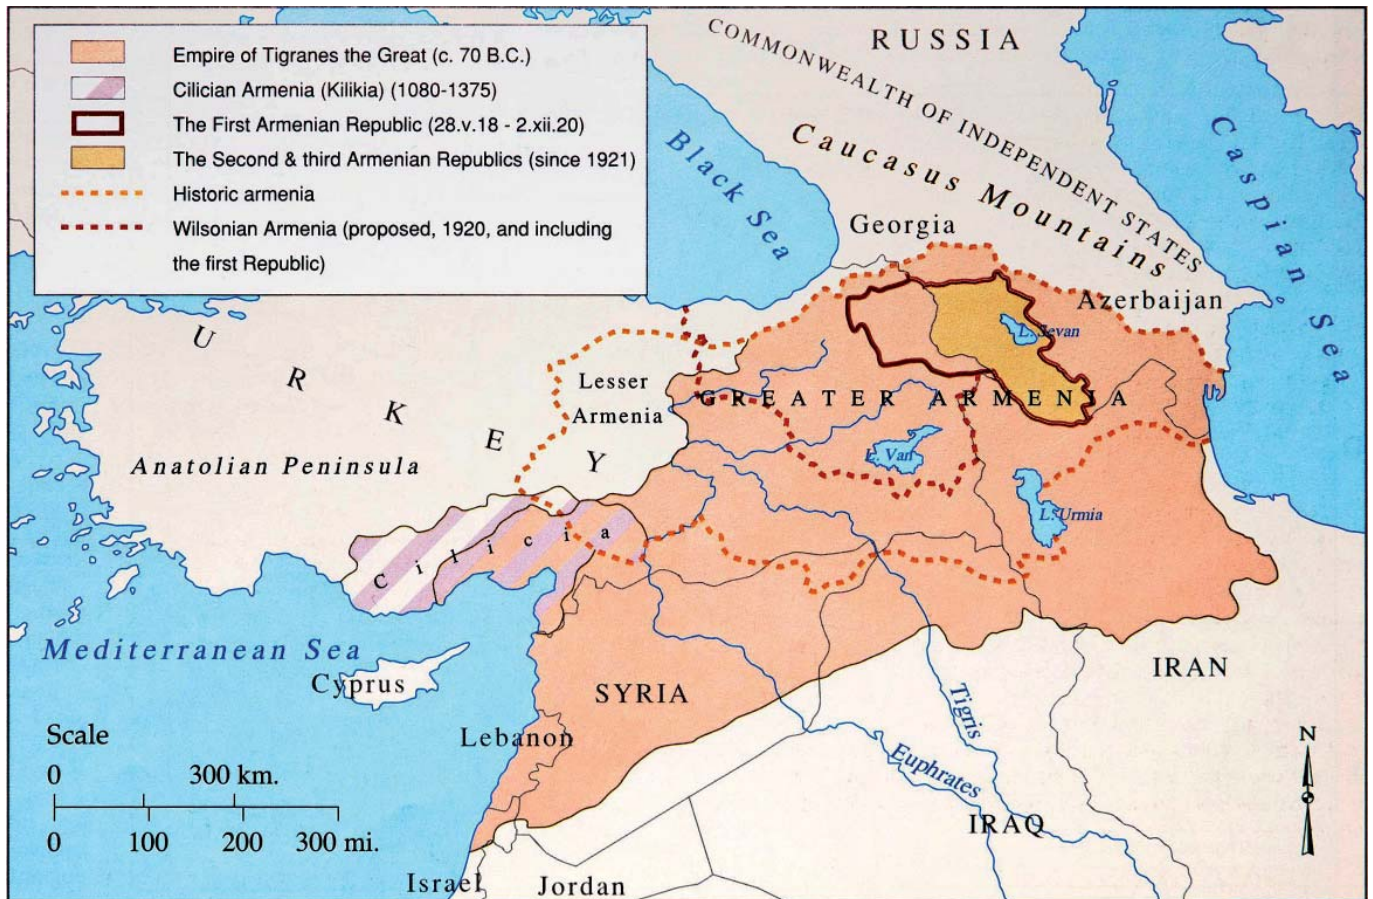 Empire of Tigranes the Great (c. 70 B.C.)
Cilician Armenia (Kilikia) (1080-1375)
The First Armenian Republic (28.v.18 - 2.xii.20)
The Second & third Armenian Republics (since 1921)
Historic armenia
Wilsonian Armenia (proposed, 1920, and including
the first Republic)
RUSSIA
COMMONWEALTH OF INDEPENDENT STATES
Caucasus Mountains
Black Sea
Caspian Sea
Georgia
Azerbaijan
L. Sevan
URKEY
Lesser
Armenia
GREATER ARMENIA
Anatolian Peninsula
L. Van
L. Urmia
Cilicia
Mediterranean Sea
Cyprus
SYRIA
IRAN
Tigris
Lebanon
Euphrates
IRAQ
Israel
Jordan
Scale
0 300 km.
0 100 200 300 mi.
N